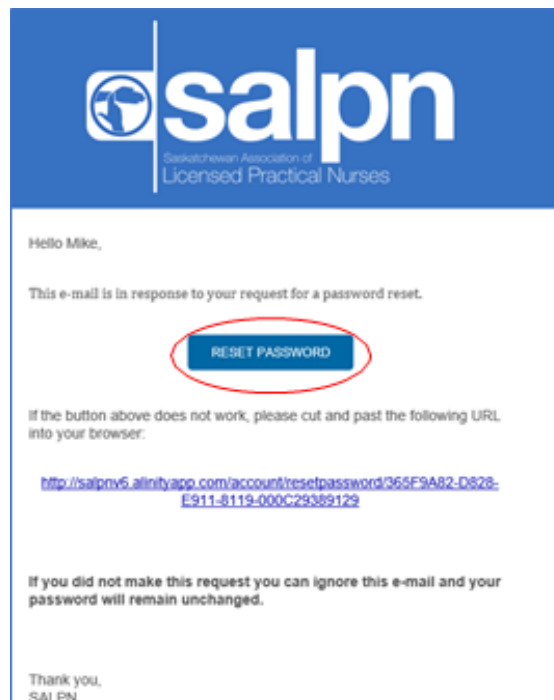 salpn
Saskatchewan Association of
Licensed Practical Nurses
Hello Mike,
This e-mail is in response to your request for a password reset.
RESET PASSWORD
If the button above does not work, please cut and past the following URL
into your browser:
http://salpnv6.alinityapp.com/account/resetpassword/365F9A82-D828-
E911-8119-000C29389129
If you did not make this request you can ignore this e-mail and your
password will remain unchanged.
Thank you,
SALPN